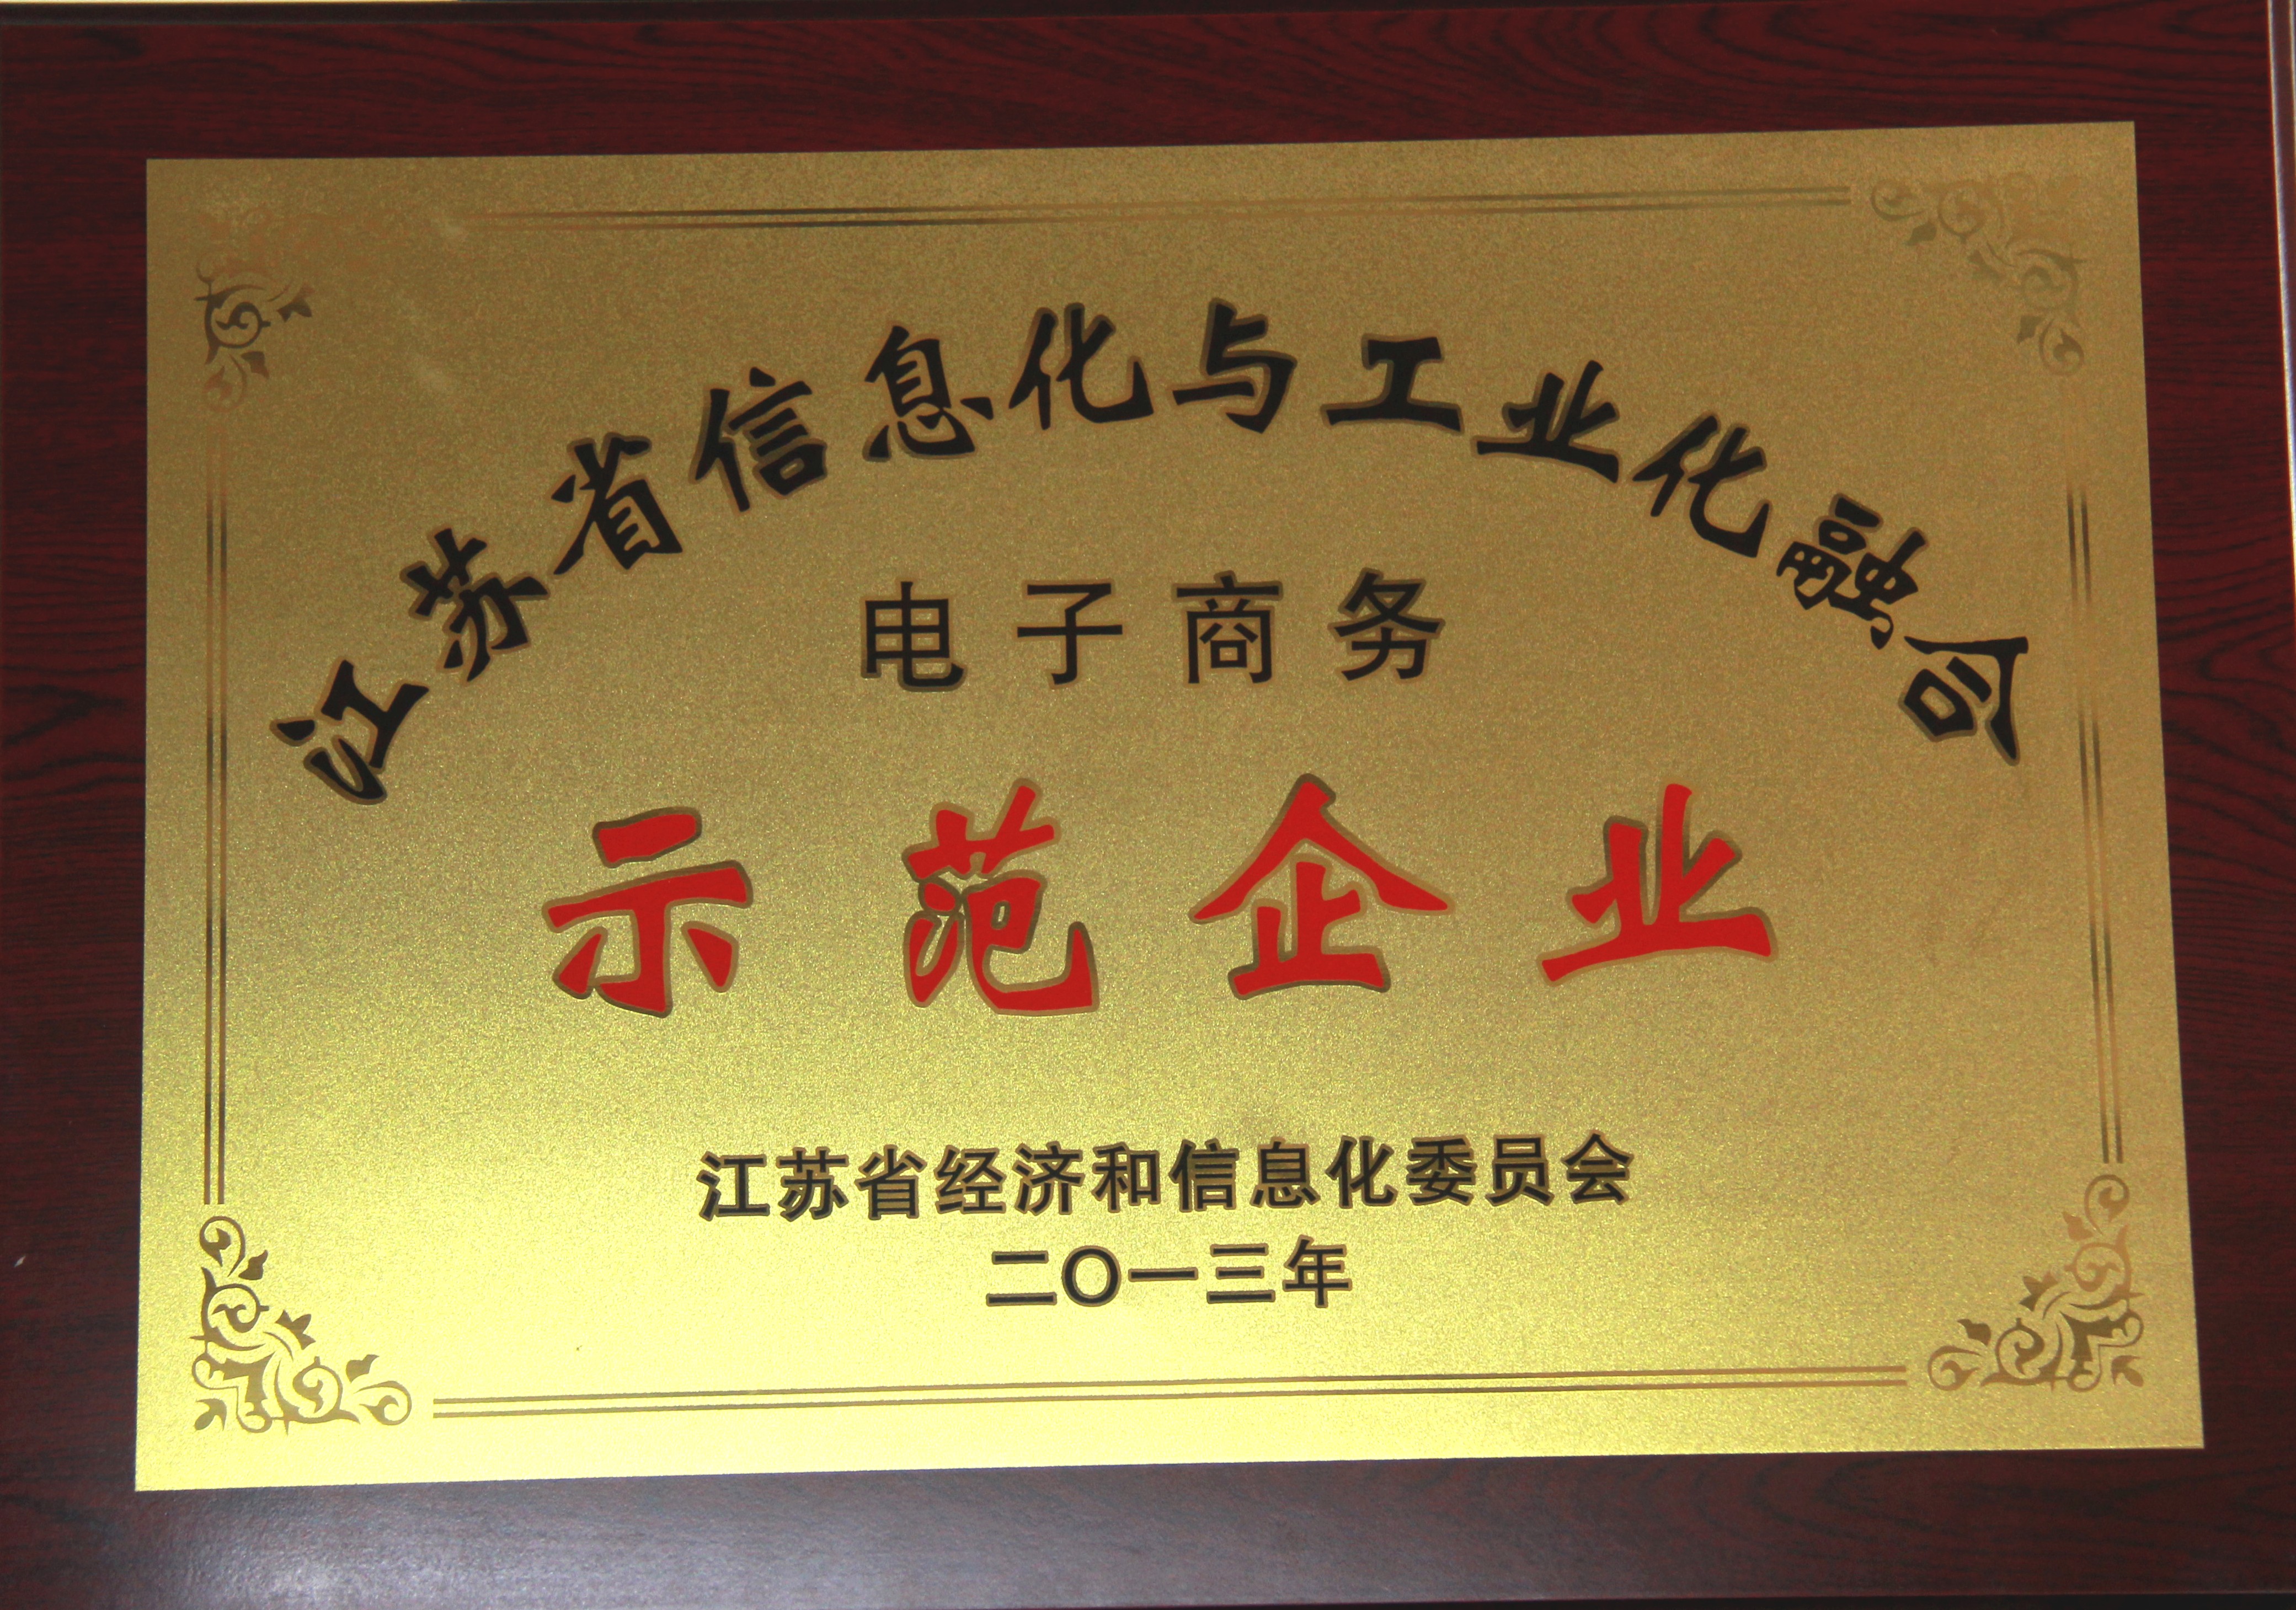 江苏省信息化与工业化融合
电子商务
示范企业
江苏省经济和信息化委员会
二〇一三年